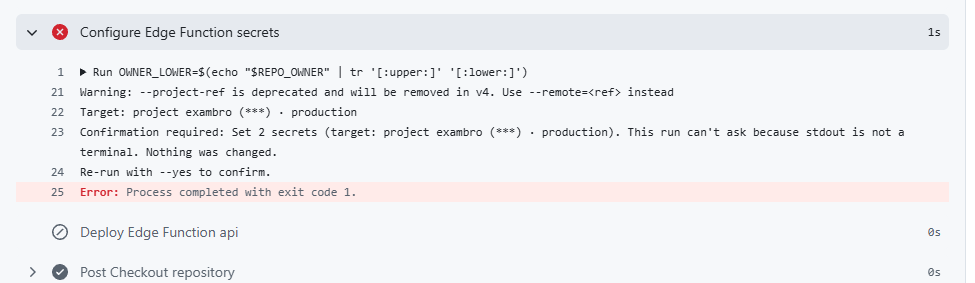 Configure Edge Function secrets 1s
1 ▶ Run OWNER_LOWER=$(echo "$REPO_OWNER" | tr '[:upper:]' '[:lower:]')
21 Warning: --project-ref is deprecated and will be removed in v4. Use --remote=<ref> instead
22 Target: project exambro (***) · production
23 Confirmation required: Set 2 secrets (target: project exambro (***) · production). This run can't ask because stdout is not a
terminal. Nothing was changed.
24 Re-run with --yes to confirm.
25 Error: Process completed with exit code 1.
Deploy Edge Function api 0s
Post Checkout repository 0s